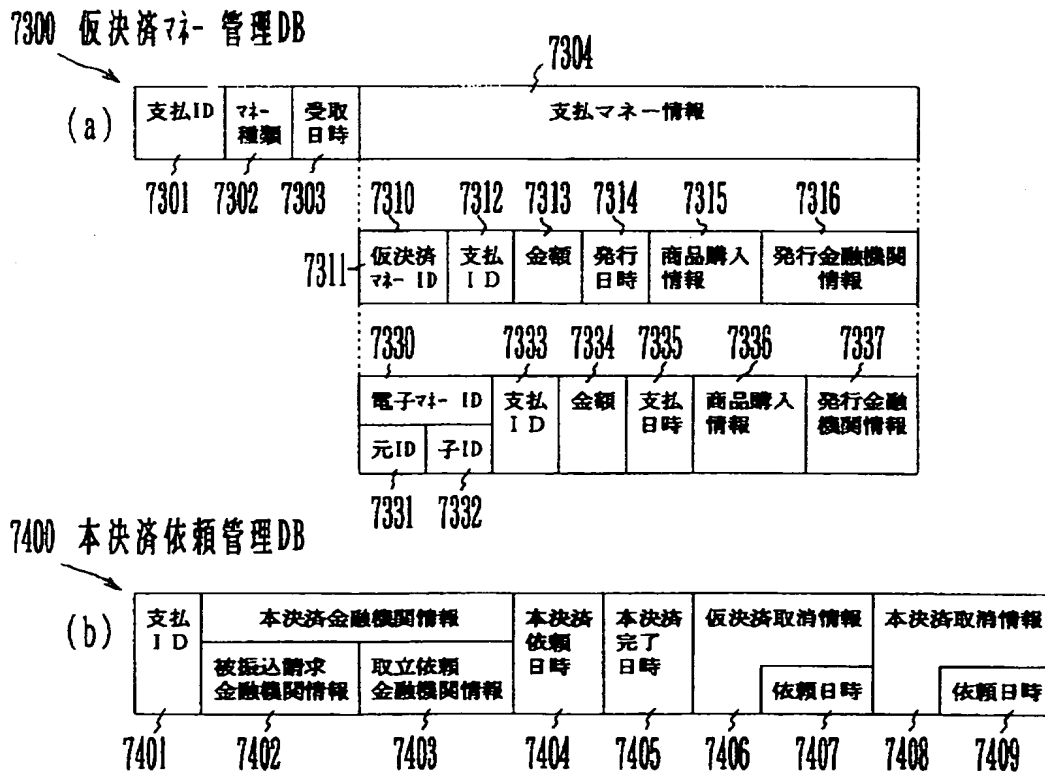 7300 仮決済マネー管理DB
7304
(a)
支払ID
マネー
種類
受取
日時
支払マネー情報
7301 7302 7303 7310 7312 7313 7314 7315 7316
7311
仮決済
マネーID
支払
ID
金額
発行
日時
商品購入
情報
発行金融機関
情報
7330 7333 7334 7335 7336 7337
電子マネーID
元ID 子ID
支払
ID
金額
支払
日時
商品購入
情報
発行金融
機関情報
7331 7332
7400 本決済依頼管理DB
(b)
支払
ID
本決済金融機関情報
被振込請求
金融機関情報
取立依頼
金融機関情報
本決済
依頼
日時
本決済
完了
日時
仮決済取消情報
依頼日時
本決済取消情報
依頼日時
7401 7402 7403 7404 7405 7406 7407 7408 7409